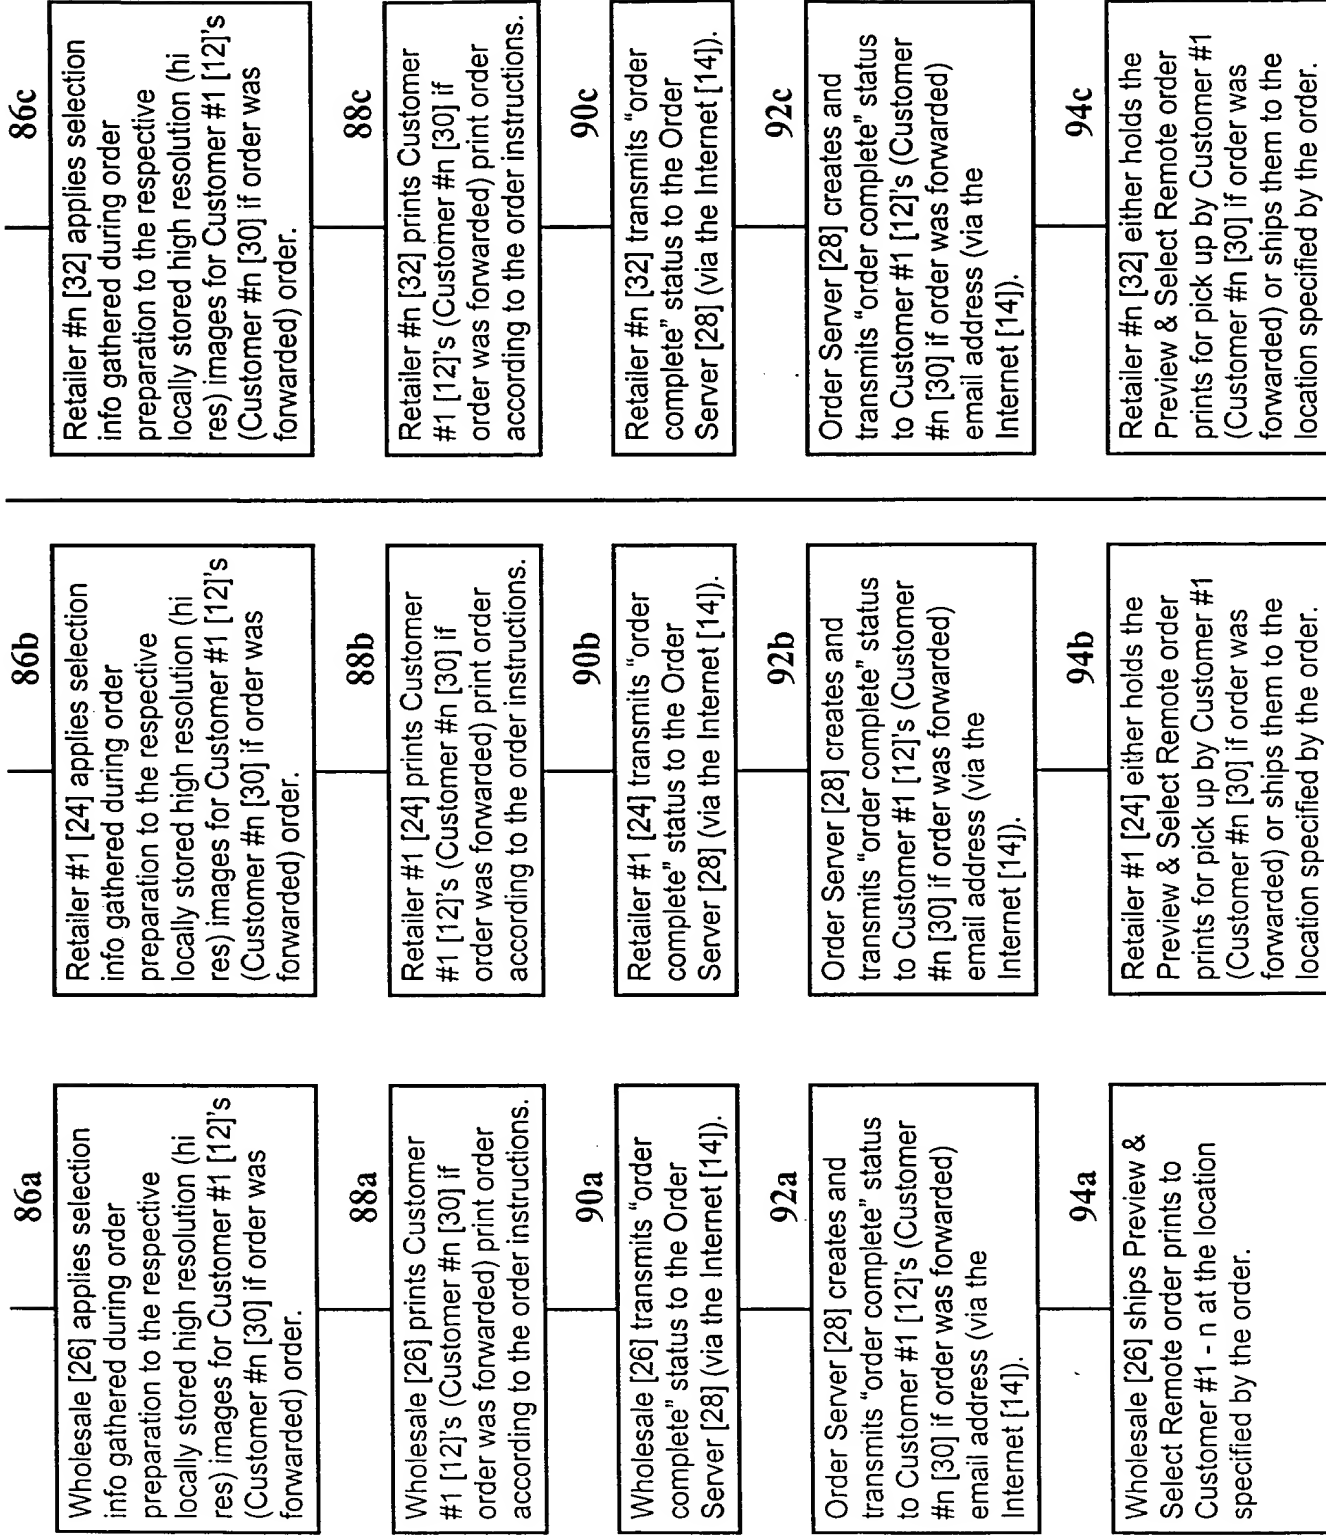 86a
Wholesale [26] applies selection
info gathered during order
preparation to the respective
locally stored high resolution (hi
res) images for Customer #1 [12]'s
(Customer #n [30] if order was
forwarded) order.
88a
Wholesale [26] prints Customer
#1 [12]'s (Customer #n [30] if
order was forwarded) print order
according to the order instructions.
90a
Wholesale [26] transmits “order
complete” status to the Order
Server [28] (via the Internet [14]).
92a
Order Server [28] creates and
transmits “order complete” status
to Customer #1 [12]'s (Customer
#n [30] if order was forwarded)
email address (via the
Internet [14]).
94a
Wholesale [26] ships Preview &
Select Remote order prints to
Customer #1 - n at the location
specified by the order.
86b
Retailer #1 [24] applies selection
info gathered during order
preparation to the respective
locally stored high resolution (hi
res) images for Customer #1 [12]'s
(Customer #n [30] if order was
forwarded) order.
88b
Retailer #1 [24] prints Customer
#1 [12]'s (Customer #n [30] if
order was forwarded) print order
according to the order instructions.
90b
Retailer #1 [24] transmits “order
complete” status to the Order
Server [28] (via the Internet [14]).
92b
Order Server [28] creates and
transmits “order complete” status
to Customer #1 [12]'s (Customer
#n [30] if order was forwarded)
email address (via the
Internet [14]).
94b
Retailer #1 [24] either holds the
Preview & Select Remote order
prints for pick up by Customer #1
(Customer #n [30] if order was
forwarded) or ships them to the
location specified by the order.
86c
Retailer #n [32] applies selection
info gathered during order
preparation to the respective
locally stored high resolution (hi
res) images for Customer #1 [12]'s
(Customer #n [30] if order was
forwarded) order.
88c
Retailer #n [32] prints Customer
#1 [12]'s (Customer #n [30] if
order was forwarded) print order
according to the order instructions.
90c
Retailer #n [32] transmits “order
complete” status to the Order
Server [28] (via the Internet [14]).
92c
Order Server [28] creates and
transmits “order complete” status
to Customer #1 [12]'s (Customer
#n [30] if order was forwarded)
email address (via the
Internet [14]).
94c
Retailer #n [32] either holds the
Preview & Select Remote order
prints for pick up by Customer #1
(Customer #n [30] if order was
forwarded) or ships them to the
location specified by the order.